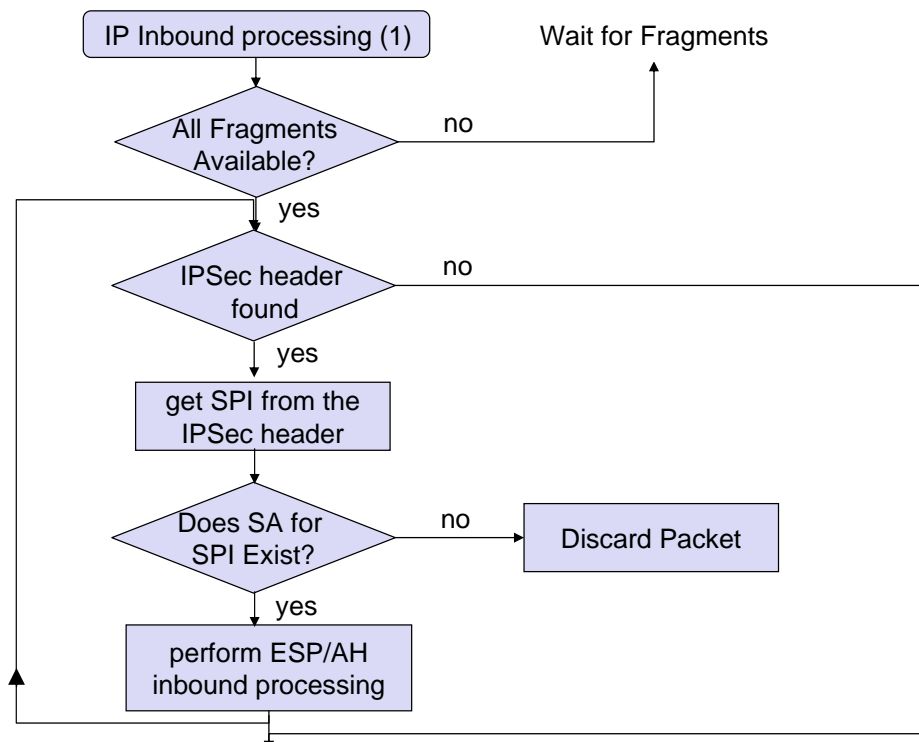 IP Inbound processing (1)
Wait for Fragments
All Fragments
Available?
no
yes
IPSec header
found
no
yes
get SPI from the
IPSec header
Does SA for
SPI Exist?
no
Discard Packet
yes
perform ESP/AH
inbound processing